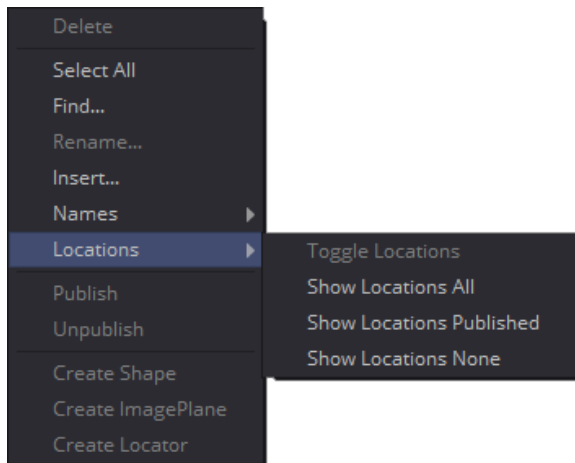 Delete
Select All
Find...
Rename...
Insert...
Names
Locations
Publish
Unpublish
Create Shape
Create ImagePlane
Create Locator
Toggle Locations
Show Locations All
Show Locations Published
Show Locations None